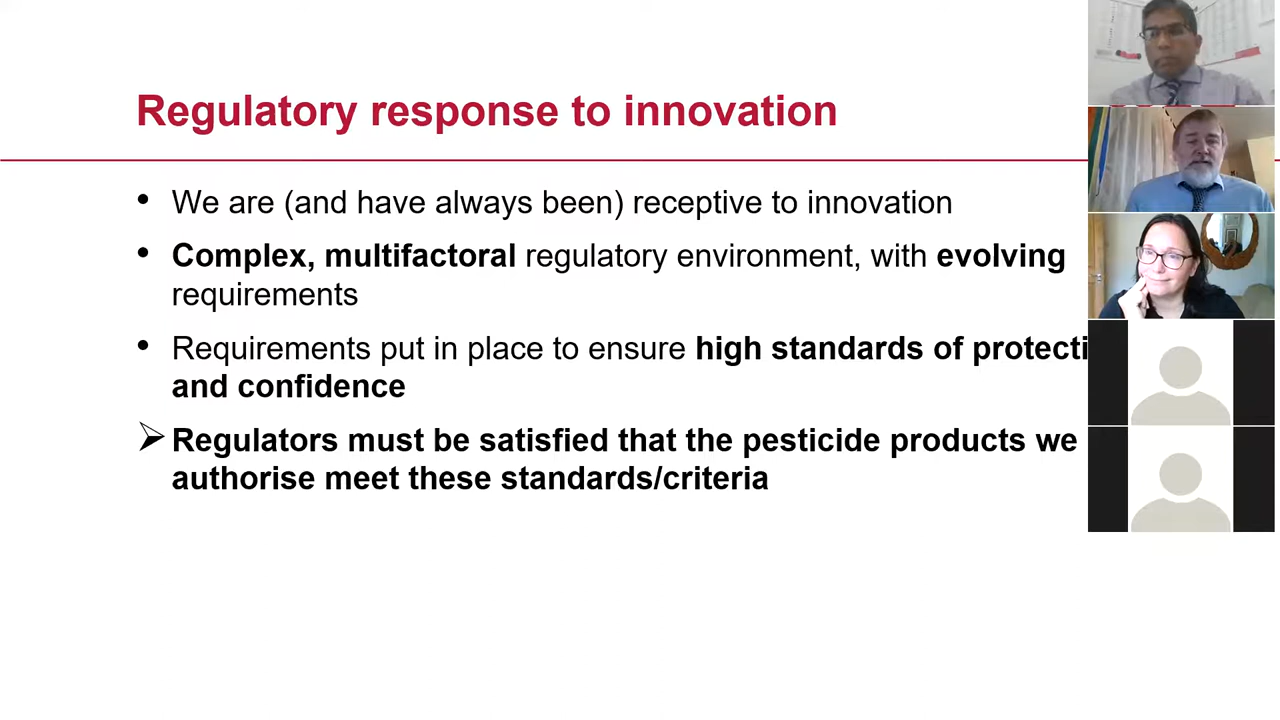 Regulatory response to innovation
• We are (and have always been) receptive to innovation
• Complex, multifactoral regulatory environment, with evolving
requirements
• Requirements put in place to ensure high standards of protecti
and confidence
➢ Regulators must be satisfied that the pesticide products we
authorise meet these standards/criteria